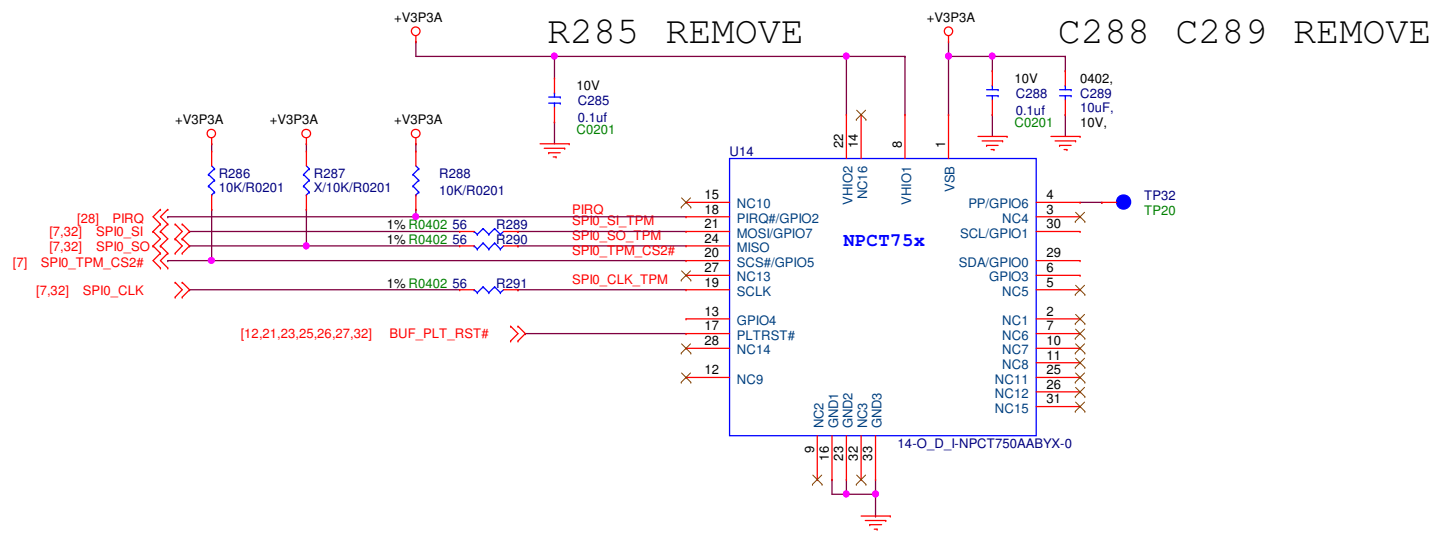 R285 REMOVE
C288 C289 REMOVE
+V3P3A
+V3P3A
10V
C285
0.1uf
C0201
10V
C288
0.1uf
C0201
0402,
C289
10uF,
10V,
+V3P3A
+V3P3A
+V3P3A
R286
10K/R0201
R287
X/10K/R0201
R288
10K/R0201
U14
22
14
8
1
VHIO2
NC16
VHIO1
VSB
[28] PIRQ
[7,32] SPI0_SI
[7,32] SPI0_SO
[7] SPI0_TPM_CS2#
[7,32] SPI0_CLK
[12,21,23,25,26,27,32] BUF_PLT_RST#
1% R0402 56 R289
1% R0402 56 R290
1% R0402 56 R291
PIRQ
SPI0_SI_TPM
SPI0_SO_TPM
SPI0_TPM_CS2#
SPI0_CLK_TPM
15 NC10
18 PIRQ#/GPIO2
21 MOSI/GPIO7
24 MISO
20 SCS#/GPIO5
27 NC13
19 SCLK
13 GPIO4
17 PLTRST#
28 NC14
12 NC9
NPCT75x
PP/GPIO6 4
NC4 3
SCL/GPIO1 30
SDA/GPIO0 29
GPIO3 6
NC5 5
NC1 2
NC6 7
NC7 10
NC8 11
NC11 25
NC12 26
NC15 31
TP32
TP20
NC2
GND1
GND2
NC3
GND3
9
16
23
32
33
14-O_D_I-NPCT750AABYX-0